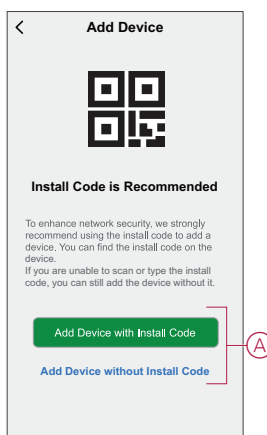 Add Device
Install Code is Recommended
To enhance network security, we strongly
recommend using the install code to add a
device. You can find the install code on the
device.
If you are unable to scan or type the install
code, you can still add the device without it.
Add Device with Install Code
A
Add Device without Install Code